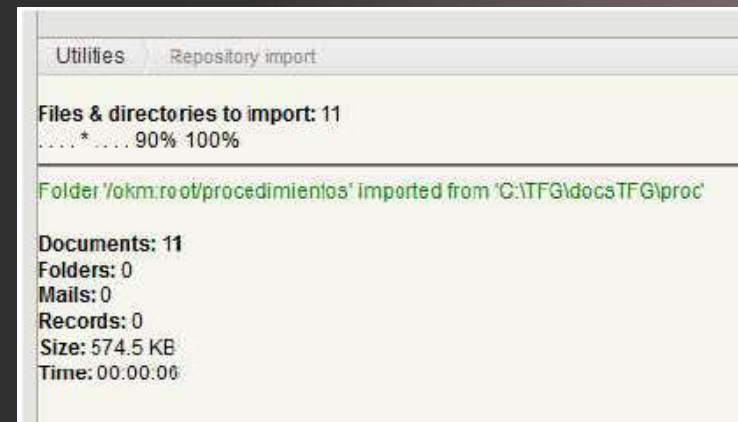 Utilities Repository import
Files & directories to import: 11
. . . . * . . . . 90% 100%
Folder '/okm:root/procedimientos' imported from 'C:\TFG\docsTFG\proc'
Documents: 11
Folders: 0
Mails: 0
Records: 0
Size: 574.5 KB
Time: 00:00:06